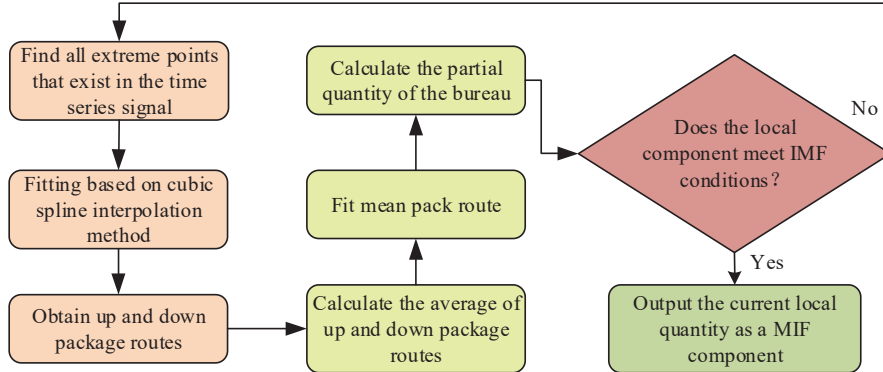 Find all extreme points
that exist in the time
series signal
Fitting based on cubic
spline interpolation
method
Obtain up and down
package routes
Calculate the average of
up and down package
routes
Fit mean pack route
Calculate the partial
quantity of the bureau
Does the local
component meet IMF
conditions？
No
Yes
Output the current local
quantity as a MIF
component